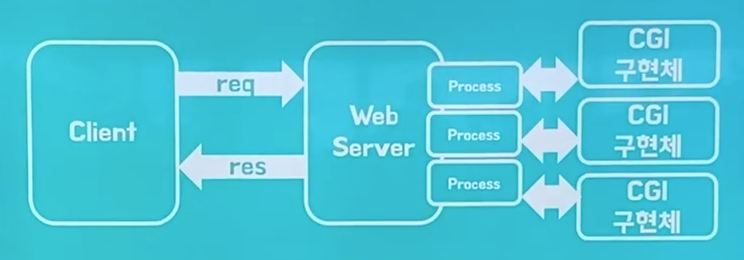 Client
req
res
Web
Server
Process
Process
Process
CGI
구현체
CGI
구현체
CGI
구현체